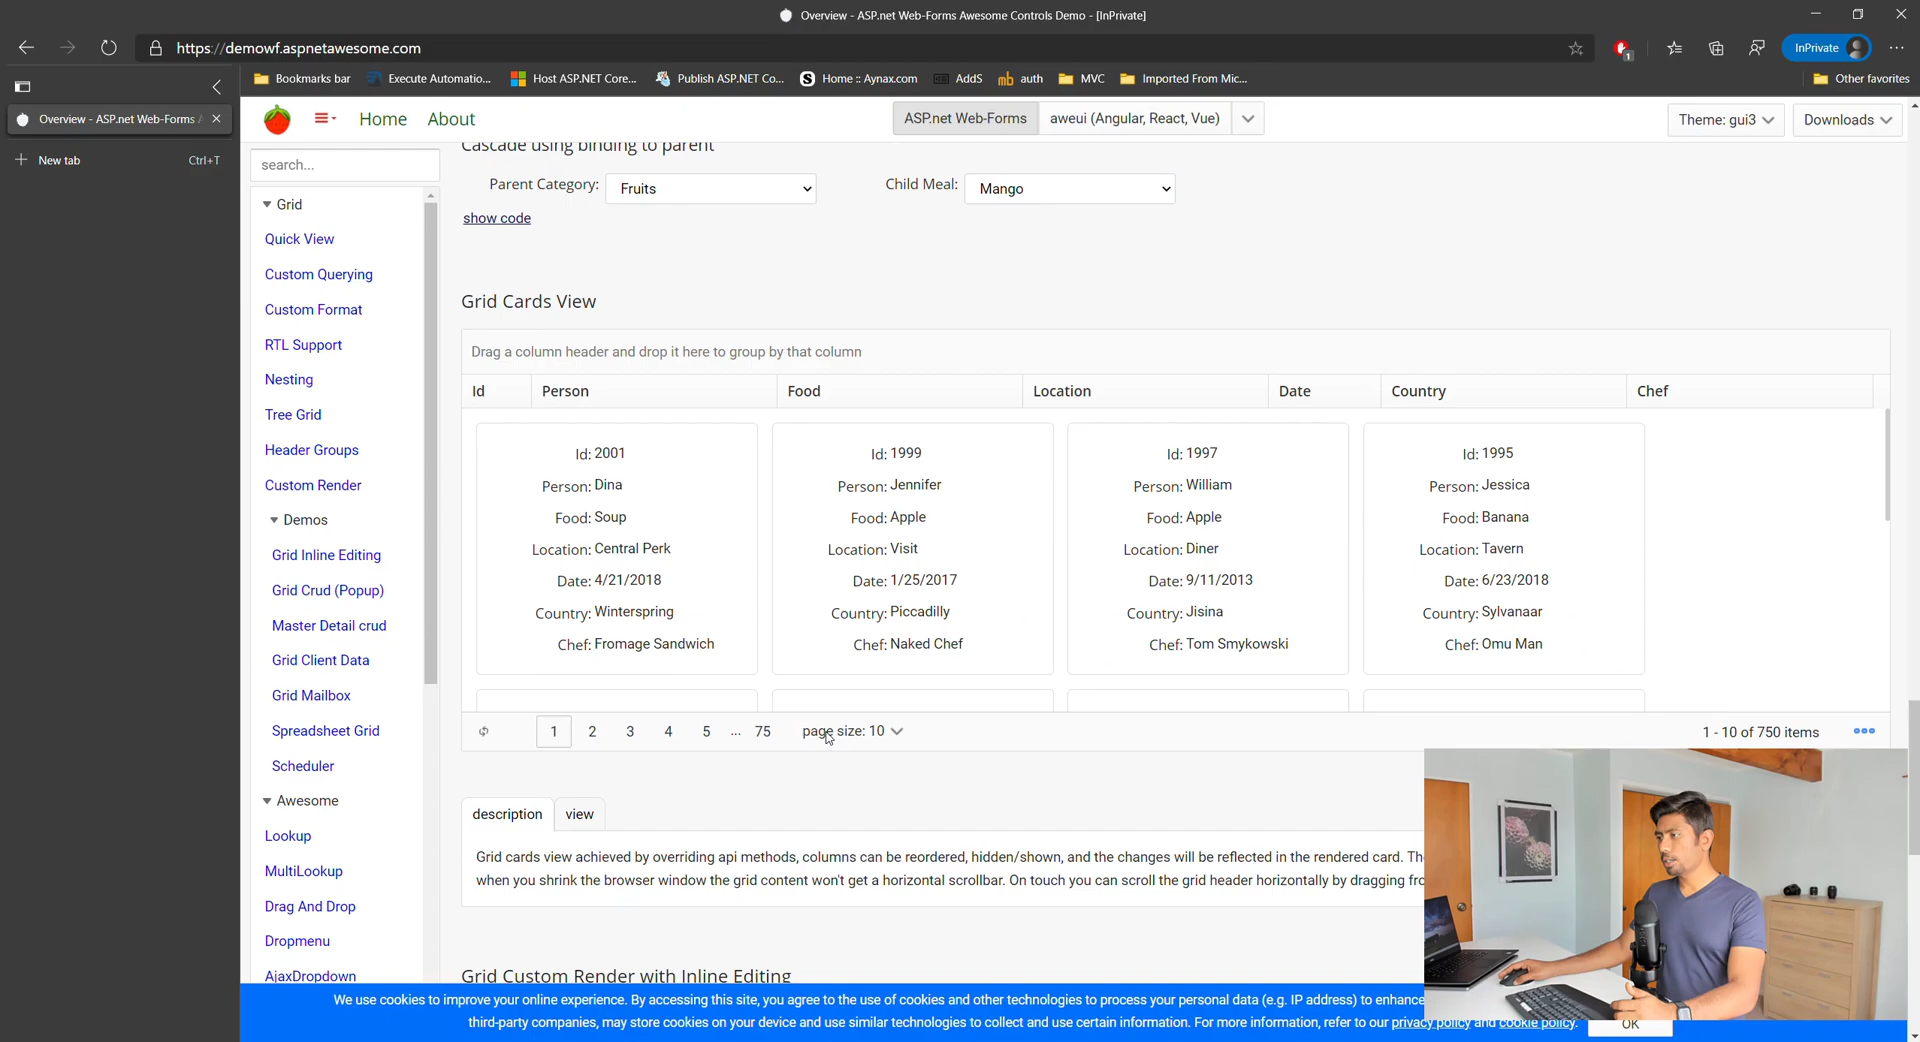 Overview - ASP.net Web-Forms Awesome Controls Demo - [InPrivate]
https://demowf.aspnetawesome.com
1
InPrivate
Bookmarks bar
Execute Automatio...
Host ASP.NET Core...
Publish ASP.NET Co...
Home :: Aynax.com
AddS
mb auth
MVC
Imported From Mic...
Other favorites
Overview - ASP.net Web-Forms
New tab
Ctrl+T
Home
About
ASP.net Web-Forms
aweui (Angular, React, Vue)
Theme: gui3
Downloads
search...
Grid
Quick View
Custom Querying
Custom Format
RTL Support
Nesting
Tree Grid
Header Groups
Custom Render
Demos
Grid Inline Editing
Grid Crud (Popup)
Master Detail crud
Grid Client Data
Grid Mailbox
Spreadsheet Grid
Scheduler
Awesome
Lookup
MultiLookup
Drag And Drop
Dropmenu
AjaxDropdown
Cascade using binding to parent
Parent Category: Fruits
Child Meal: Mango
show code
Grid Cards View
Drag a column header and drop it here to group by that column
Id Person Food Location Date Country Chef
Id: 2001
Person: Dina
Food: Soup
Location: Central Perk
Date: 4/21/2018
Country: Winterspring
Chef: Fromage Sandwich
Id: 1999
Person: Jennifer
Food: Apple
Location: Visit
Date: 1/25/2017
Country: Piccadilly
Chef: Naked Chef
Id: 1997
Person: William
Food: Apple
Location: Diner
Date: 9/11/2013
Country: Jisina
Chef: Tom Smykowski
Id: 1995
Person: Jessica
Food: Banana
Location: Tavern
Date: 6/23/2018
Country: Sylvanaar
Chef: Omu Man
1 2 3 4 5 ... 75 page size: 10
1 - 10 of 750 items
description
view
Grid cards view achieved by overriding api methods, columns can be reordered, hidden/shown, and the changes will be reflected in the rendered card.
when you shrink the browser window the grid content won't get a horizontal scrollbar. On touch you can scroll the grid header horizontally by dragging
Grid Custom Render with Inline Editing
We use cookies to improve your online experience. By accessing this site, you agree to the use of cookies and other technologies to process your personal data (e.g. IP address) to enhance
third-party companies, may store cookies on your device and use similar technologies to collect and use certain information. For more information, refer to our privacy policy and cookie policy.
OK